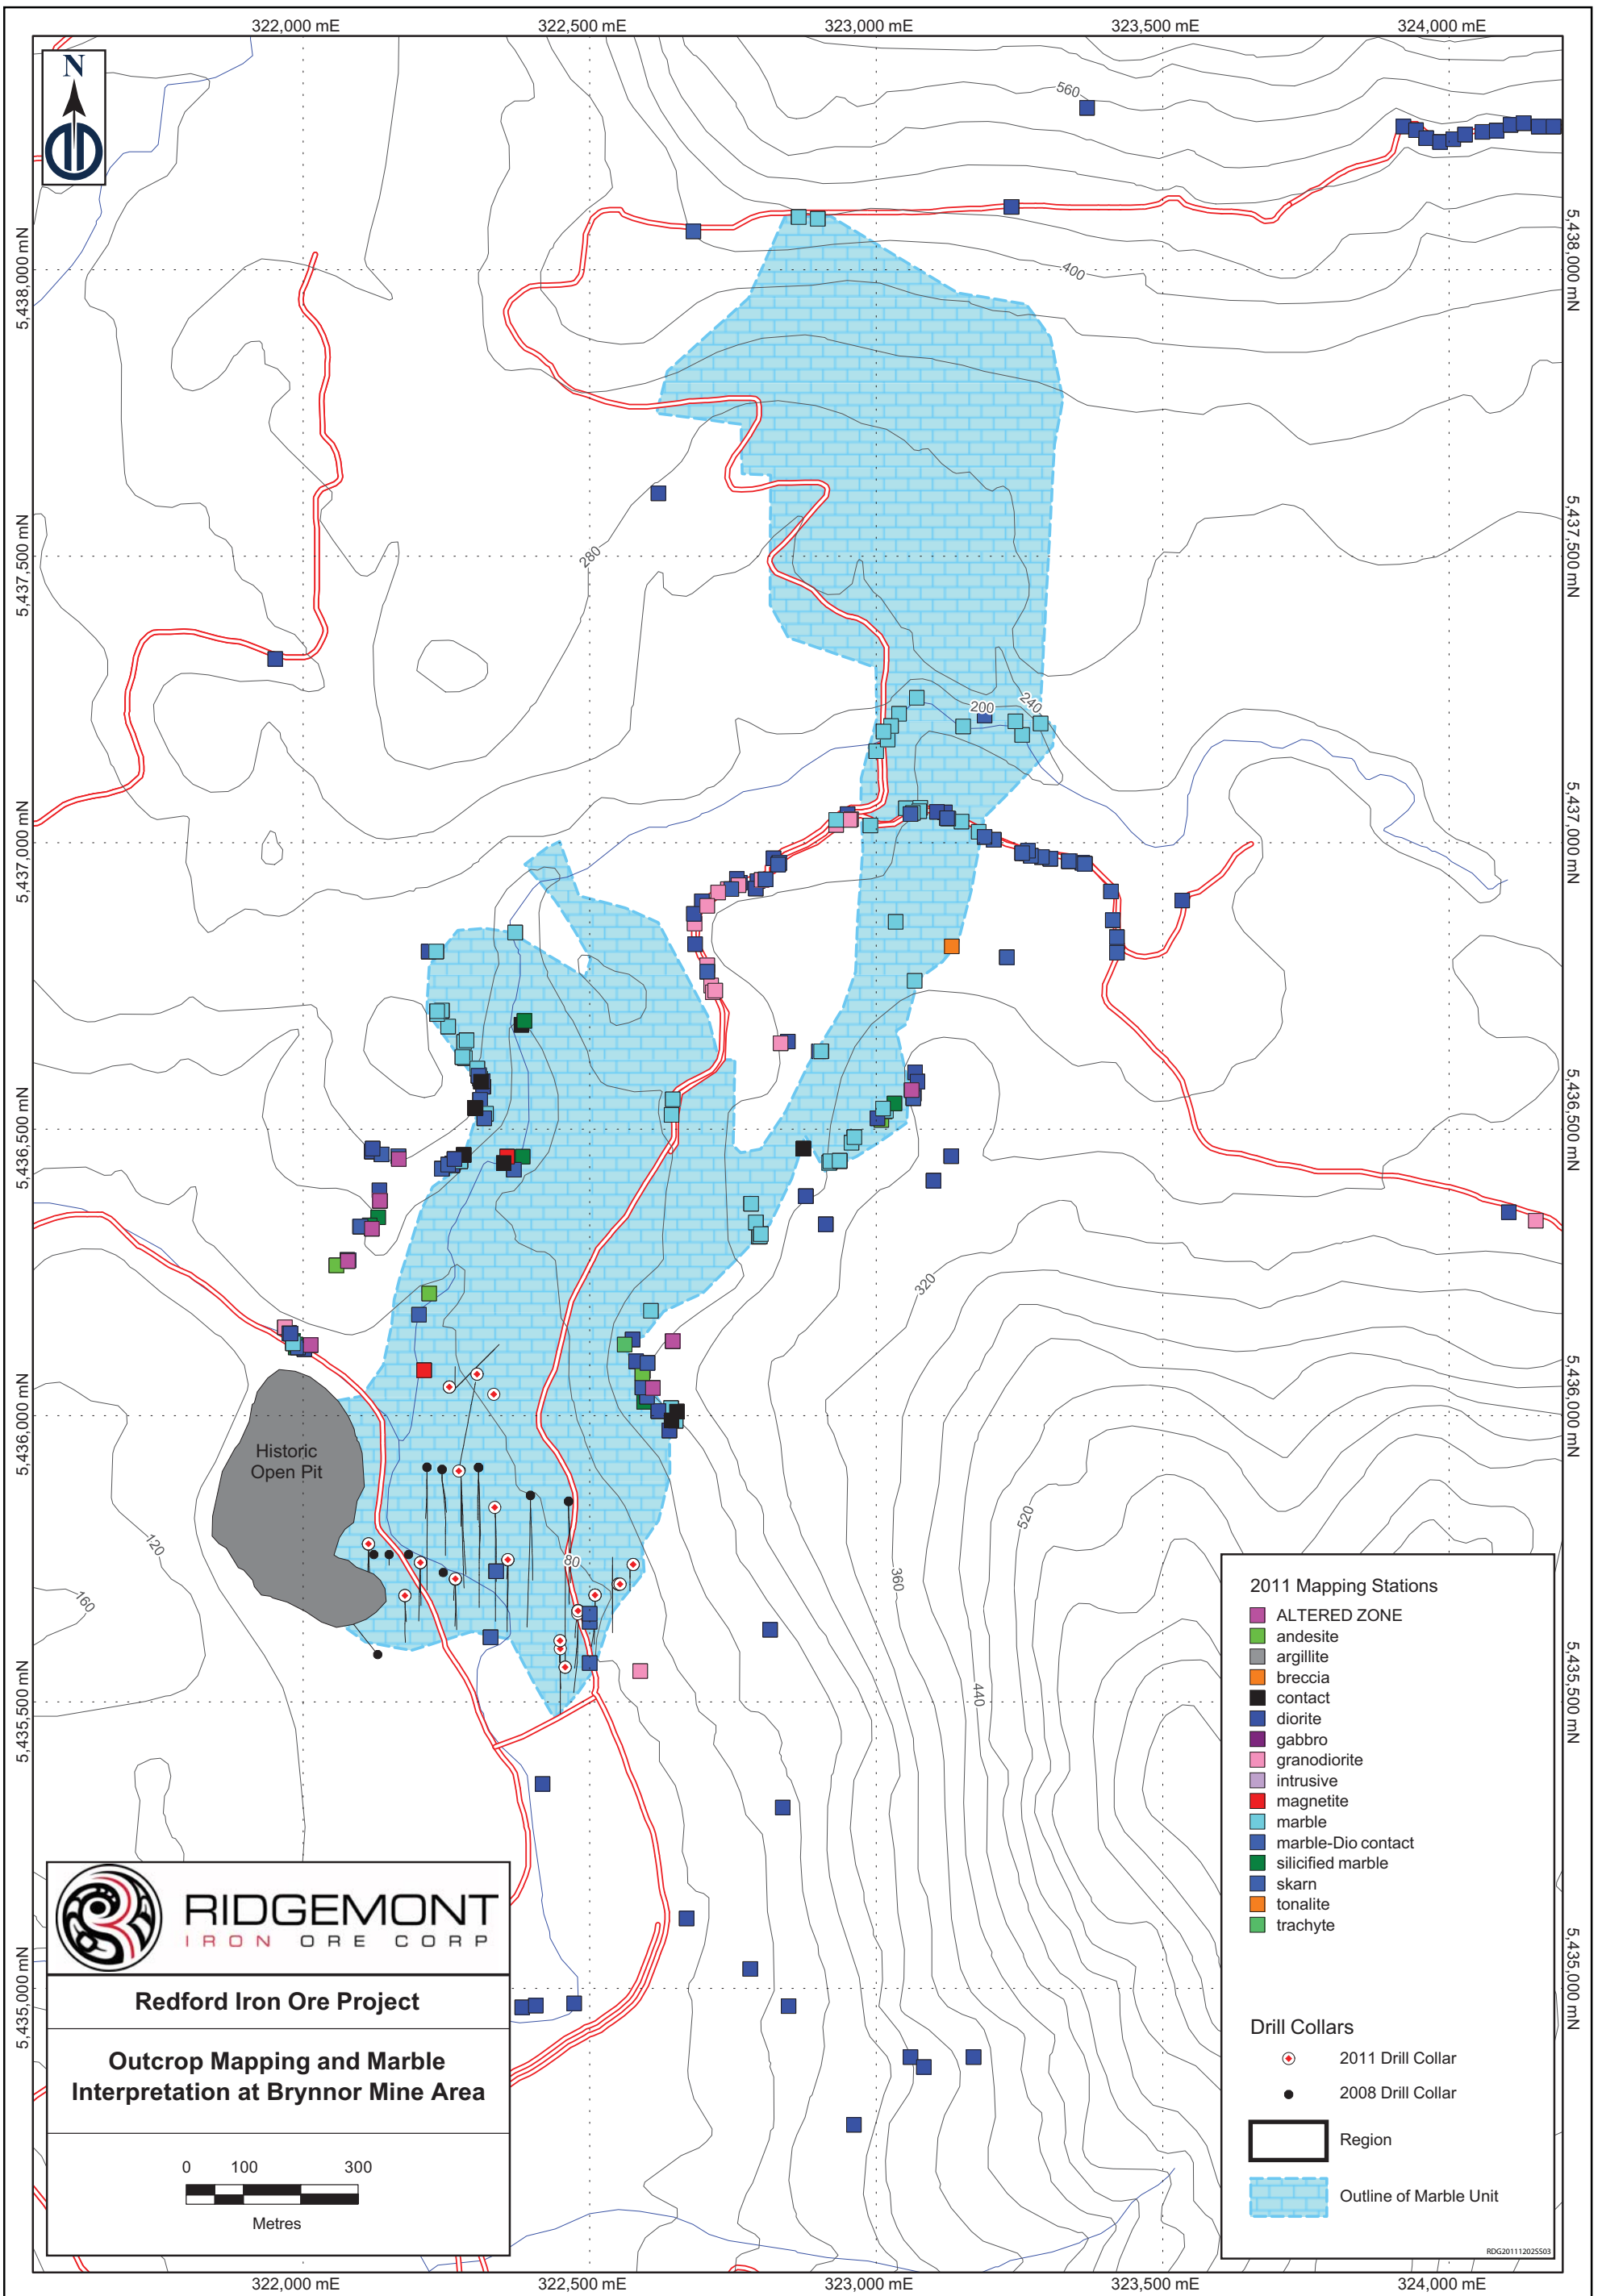 322,000 mE
322,500 mE
323,000 mE
323,500 mE
324,000 mE
N
560
400
5,438,000 mN
5,438,000 mN
280
5,437,500 mN
5,437,500 mN
200
240
5,437,000 mN
5,437,000 mN
5,436,500 mN
5,436,500 mN
320
5,436,000 mN
5,436,000 mN
Historic
Open Pit
520
120
80
360
160
440
5,435,500 mN
5,435,500 mN
2011 Mapping Stations
ALTERED ZONE
andesite
argillite
breccia
contact
diorite
gabbro
granodiorite
intrusive
magnetite
marble
marble-Dio contact
silicified marble
skarn
tonalite
trachyte
Drill Collars
2011 Drill Collar
2008 Drill Collar
Region
Outline of Marble Unit
RDG20111202SS03
RIDGEMONT
IRON ORE CORP
5,435,000 mN
5,435,000 mN
Redford Iron Ore Project
Outcrop Mapping and Marble
Interpretation at Brynnor Mine Area
0 100 300
Metres
322,000 mE
322,500 mE
323,000 mE
323,500 mE
324,000 mE